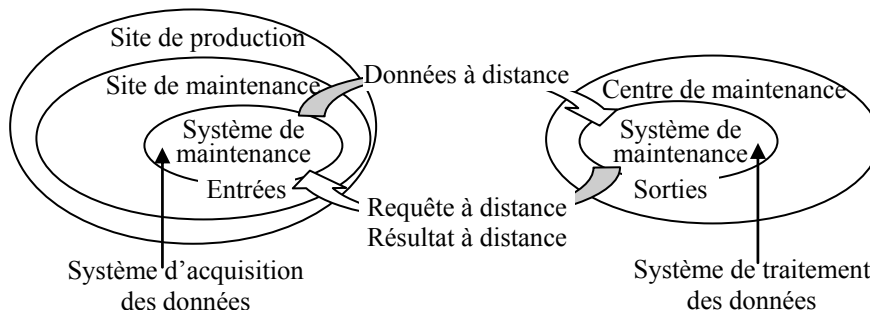 Site de production
Site de maintenance
Données à distance
Centre de maintenance
Système de
maintenance
Système de
maintenance
Entrées
Sorties
Requête à distance
Résultat à distance
Système d'acquisition
des données
Système de traitement
des données